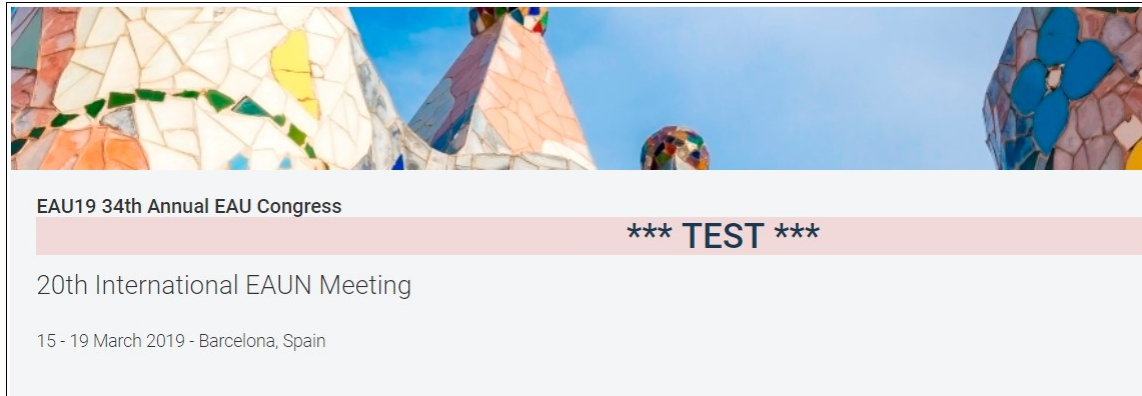 EAU19 34th Annual EAU Congress
*** TEST ***
20th International EAUN Meeting
15 - 19 March 2019 - Barcelona, Spain